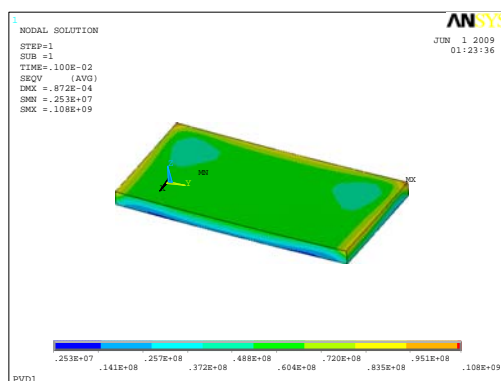 1
ANSYS
NODAL SOLUTION
JUN 1 2009
01:23:36
STEP=1
SUB =1
TIME=.100E-02
SEQV (AVG)
DMX =.872E-04
SMN =.253E+07
SMX =.108E+09
MN
MX
Y
X
.253E+07 .257E+08 .488E+08 .720E+08 .951E+08
.141E+08 .372E+08 .604E+08 .835E+08 .108E+09
PVD1